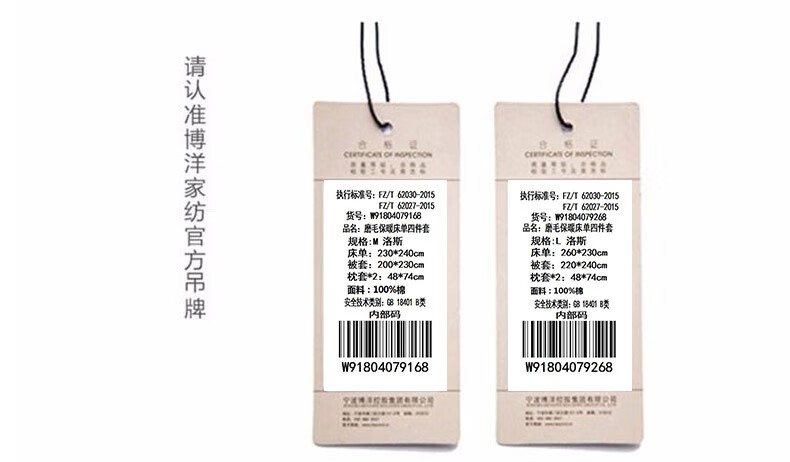 请认准博洋家纺官方吊牌
合格证
CERTIFICATE OF INSPECTION
执行标准号: FZ/T 62030-2015
FZ/T 62027-2015
货号: W91804079168
品名: 磨毛保暖床单四件套
规格:M 洛斯
床单: 230*240cm
被套: 200*230cm
枕套*2: 48*74cm
面料: 100%棉
安全技术类别: GB 18401 B类
内部码
W91804079168
宁波博洋控股集团有限公司
合格证
CERTIFICATE OF INSPECTION
执行标准号: FZ/T 62030-2015
FZ/T 62027-2015
货号: W91804079268
品名: 磨毛保暖床单四件套
规格:L 洛斯
床单: 260*230cm
被套: 220*240cm
枕套*2: 48*74cm
面料: 100%棉
安全技术类别: GB 18401 B类
内部码
W91804079268
宁波博洋控股集团有限公司